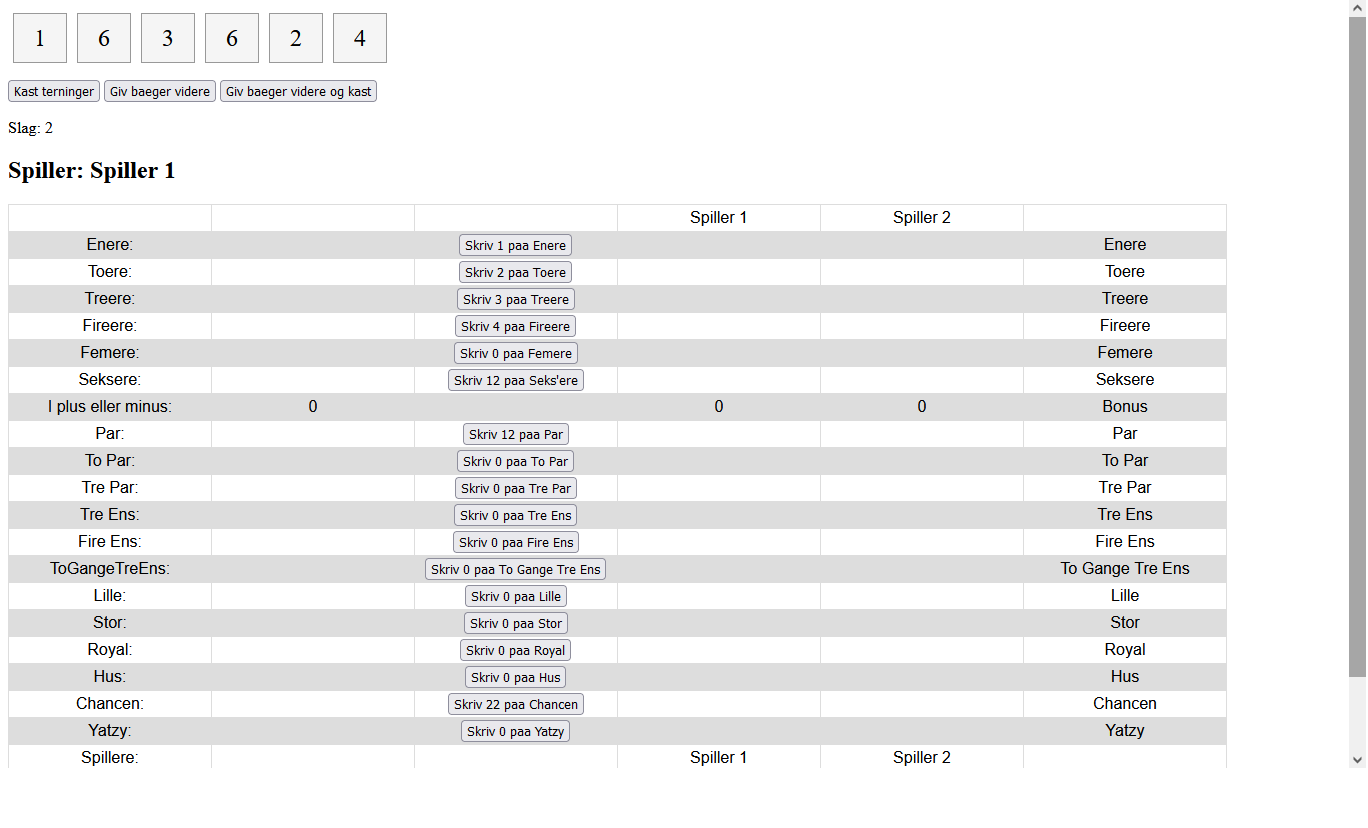 1 6 3 6 2 4
Kast terninger Giv baeger videre Giv baeger videre og kast
Slag: 2
Spiller: Spiller 1
Spiller 1 Spiller 2
Enere: Skriv 1 paa Enere Enere
Toere: Skriv 2 paa Toere Toere
Treere: Skriv 3 paa Treere Treere
Fireere: Skriv 4 paa Fireere Fireere
Femere: Skriv 0 paa Femere Femere
Seksere: Skriv 12 paa Seks'ere Seksere
I plus eller minus: 0 0 0 Bonus
Par: Skriv 12 paa Par Par
To Par: Skriv 0 paa To Par To Par
Tre Par: Skriv 0 paa Tre Par Tre Par
Tre Ens: Skriv 0 paa Tre Ens Tre Ens
Fire Ens: Skriv 0 paa Fire Ens Fire Ens
ToGangeTreEns: Skriv 0 paa To Gange Tre Ens To Gange Tre Ens
Lille: Skriv 0 paa Lille Lille
Stor: Skriv 0 paa Stor Stor
Royal: Skriv 0 paa Royal Royal
Hus: Skriv 0 paa Hus Hus
Chancen: Skriv 22 paa Chancen Chancen
Yatzy: Skriv 0 paa Yatzy Yatzy
Spillere: Spiller 1 Spiller 2